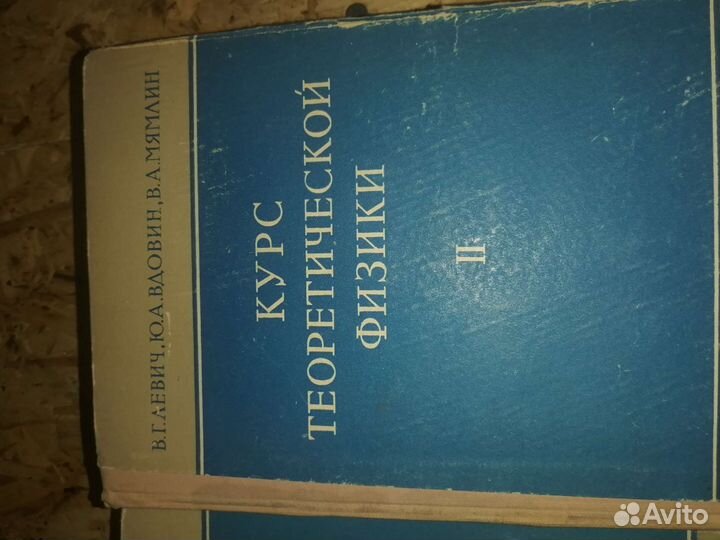 В.Г.ЛЕВИЧ, Ю.А.ВДОВИН, В.А.МЯМЛИН
КУРС
ТЕОРЕТИЧЕСКОЙ
ФИЗИКИ
II
Avito